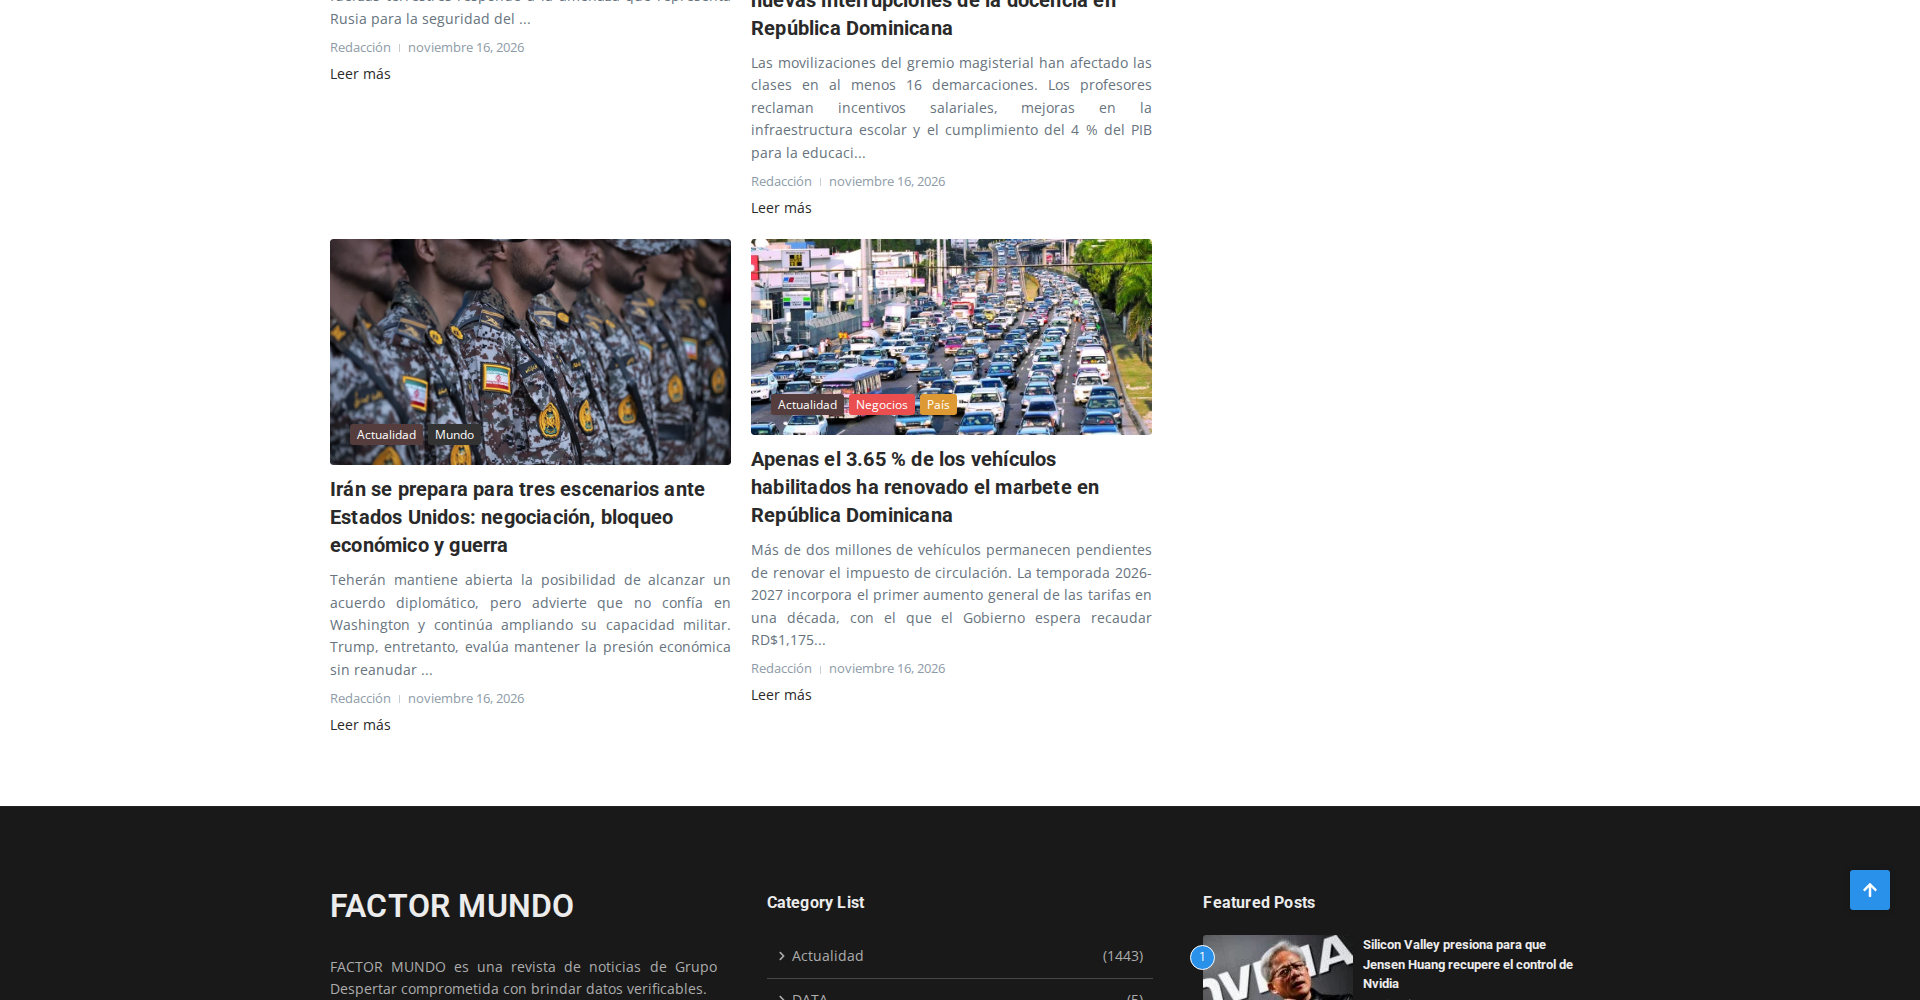 Rusia para la seguridad del ...
Redacción
noviembre 16, 2026
Leer más
nuevas interrupciones de la docencia en
República Dominicana
Las movilizaciones del gremio magisterial han afectado las
clases en al menos 16 demarcaciones. Los profesores
reclaman incentivos salariales, mejoras en la
infraestructura escolar y el cumplimiento del 4 % del PIB
para la educaci...
Redacción
noviembre 16, 2026
Leer más
Actualidad
Mundo
Irán se prepara para tres escenarios ante
Estados Unidos: negociación, bloqueo
económico y guerra
Teherán mantiene abierta la posibilidad de alcanzar un
acuerdo diplomático, pero advierte que no confía en
Washington y continúa ampliando su capacidad militar.
Trump, entretanto, evalúa mantener la presión económica
sin reanudar ...
Redacción
noviembre 16, 2026
Leer más
Actualidad
Negocios
País
Apenas el 3.65 % de los vehículos
habilitados ha renovado el marbete en
República Dominicana
Más de dos millones de vehículos permanecen pendientes
de renovar el impuesto de circulación. La temporada 2026-
2027 incorpora el primer aumento general de las tarifas en
una década, con el que el Gobierno espera recaudar
RD$1,175...
Redacción
noviembre 16, 2026
Leer más
FACTOR MUNDO
FACTOR MUNDO es una revista de noticias de Grupo
Despertar comprometida con brindar datos verificables.
Category List
Actualidad (1443)
DATA (5)
Featured Posts
1
Silicon Valley presiona para que
Jensen Huang recupere el control de
Nvidia